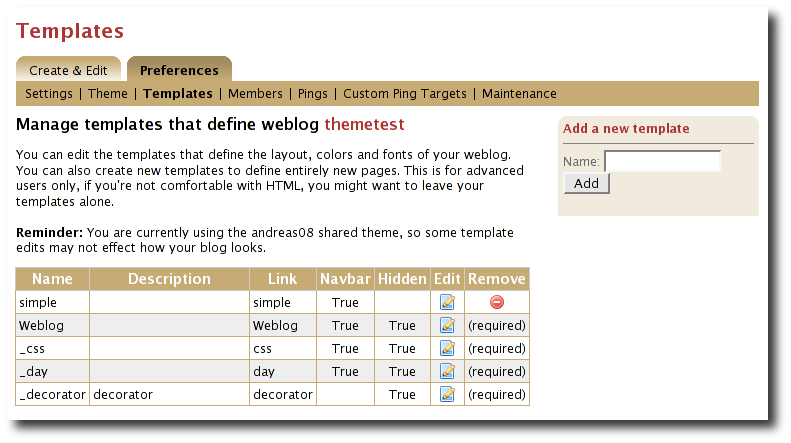 Templates
Create & Edit Preferences
Settings | Theme | Templates | Members | Pings | Custom Ping Targets | Maintenance
Manage templates that define weblog themetest
You can edit the templates that define the layout, colors and fonts of your weblog.
You can also create new templates to define entirely new pages. This is for advanced
users only, if you're not comfortable with HTML, you might want to leave your
templates alone.
Reminder: You are currently using the andreas08 shared theme, so some template
edits may not effect how your blog looks.
Name Description Link Navbar Hidden Edit Remove
simple simple True
Weblog Weblog True True (required)
_css css True True (required)
_day day True True (required)
_decorator decorator decorator True (required)
Add a new template
Name:
Add